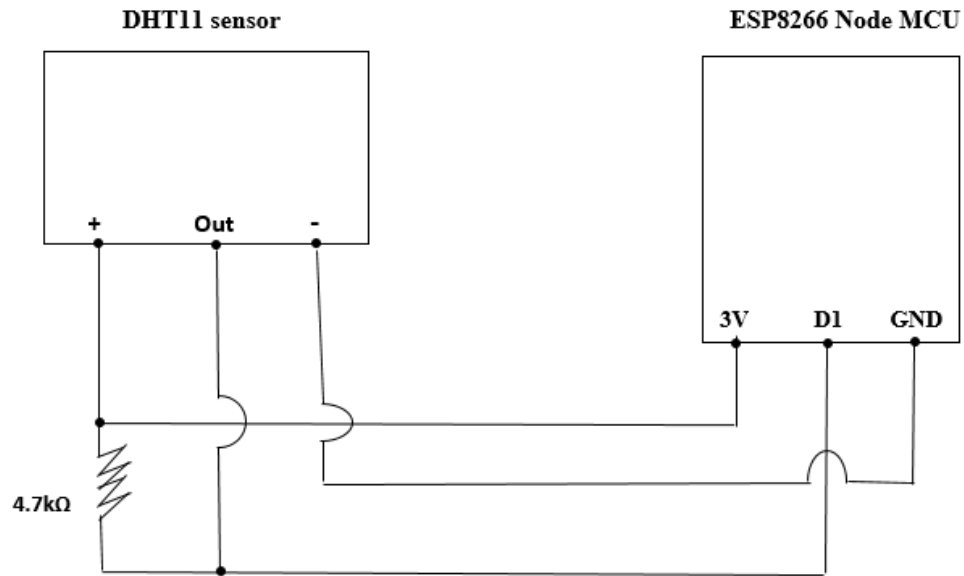 DHT11 sensor
ESP8266 Node MCU
+ Out -
3V D1 GND
4.7kΩ